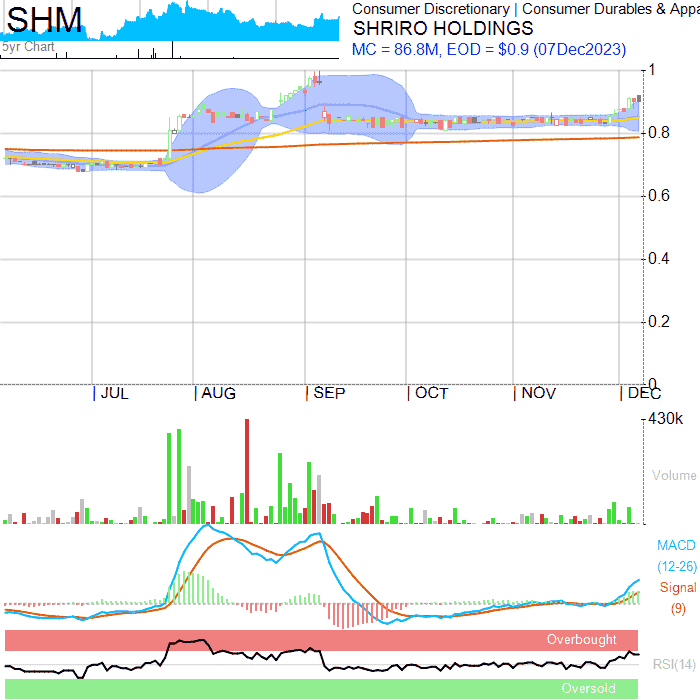 SHM
5yr Chart
Consumer Discretionary | Consumer Durables & Appa
SHRIRO HOLDINGS
MC = 86.8M, EOD = $0.9 (07Dec2023)
1
0.8
0.6
0.4
0.2
0
JUL AUG SEP OCT NOV DEC
430k
Volume
MACD
(12-26)
Signal
(9)
Overbought
RSI(14)
Oversold